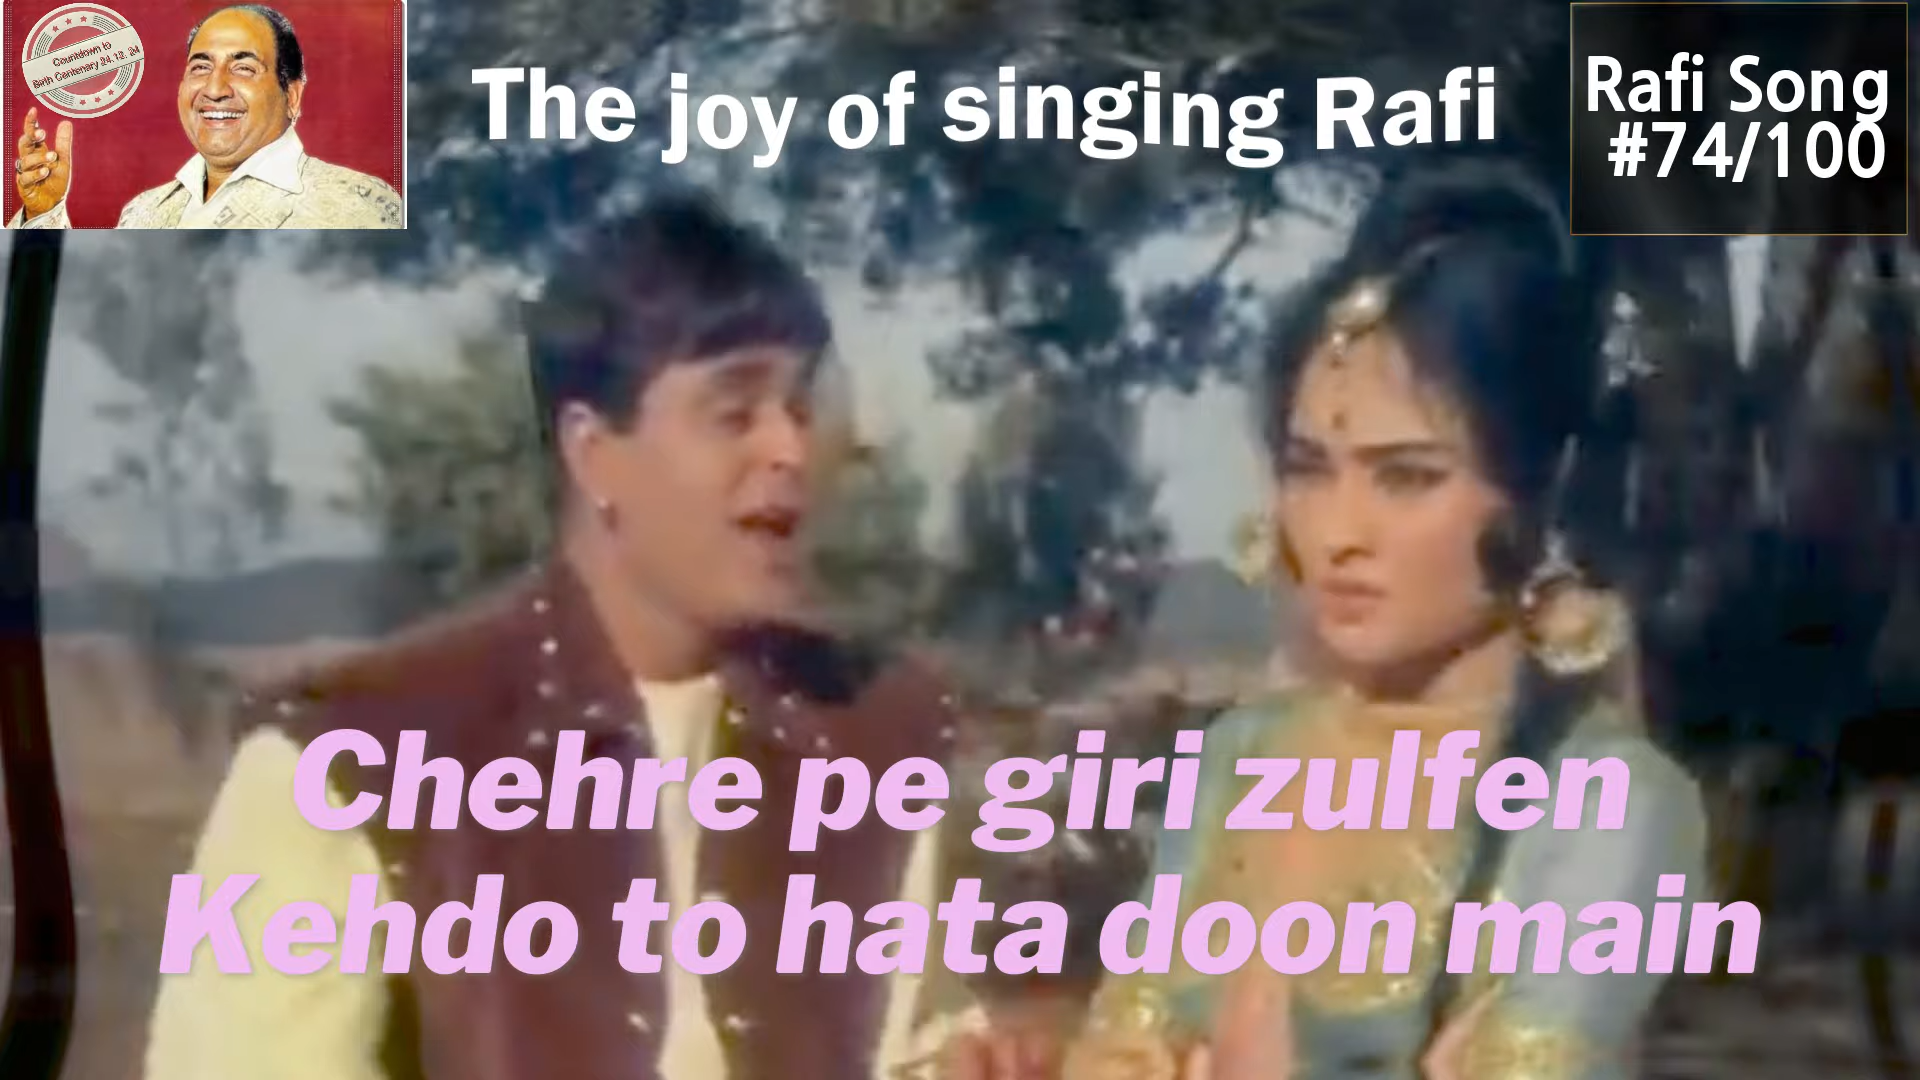 Countdown to
Birth Centenary 24.12. 24
The joy of singing Rafi
Rafi Song
#74/100
Chehre pe giri zulfen
Kehdo to hata doon main